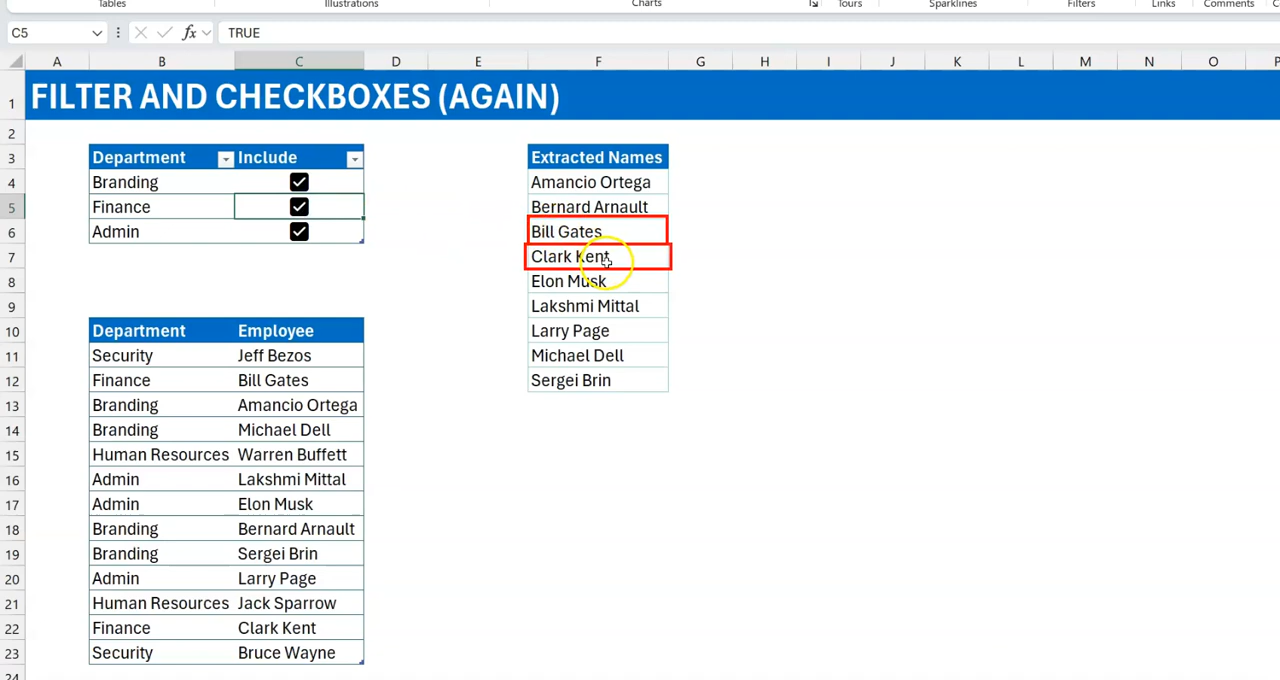 Tables Illustrations Charts Tours Sparklines Filters Links Comments
C5 fx TRUE
A B C D E F G H I J K L M N O P
1 FILTER AND CHECKBOXES (AGAIN)
2
3 Department Include Extracted Names
4 Branding Amancio Ortega
5 Finance Bernard Arnault
6 Admin Bill Gates
7 Clark Kent
8 Elon Musk
9 Lakshmi Mittal
10 Department Employee Larry Page
11 Security Jeff Bezos Michael Dell
12 Finance Bill Gates Sergei Brin
13 Branding Amancio Ortega
14 Branding Michael Dell
15 Human Resources Warren Buffett
16 Admin Lakshmi Mittal
17 Admin Elon Musk
18 Branding Bernard Arnault
19 Branding Sergei Brin
20 Admin Larry Page
21 Human Resources Jack Sparrow
22 Finance Clark Kent
23 Security Bruce Wayne
24